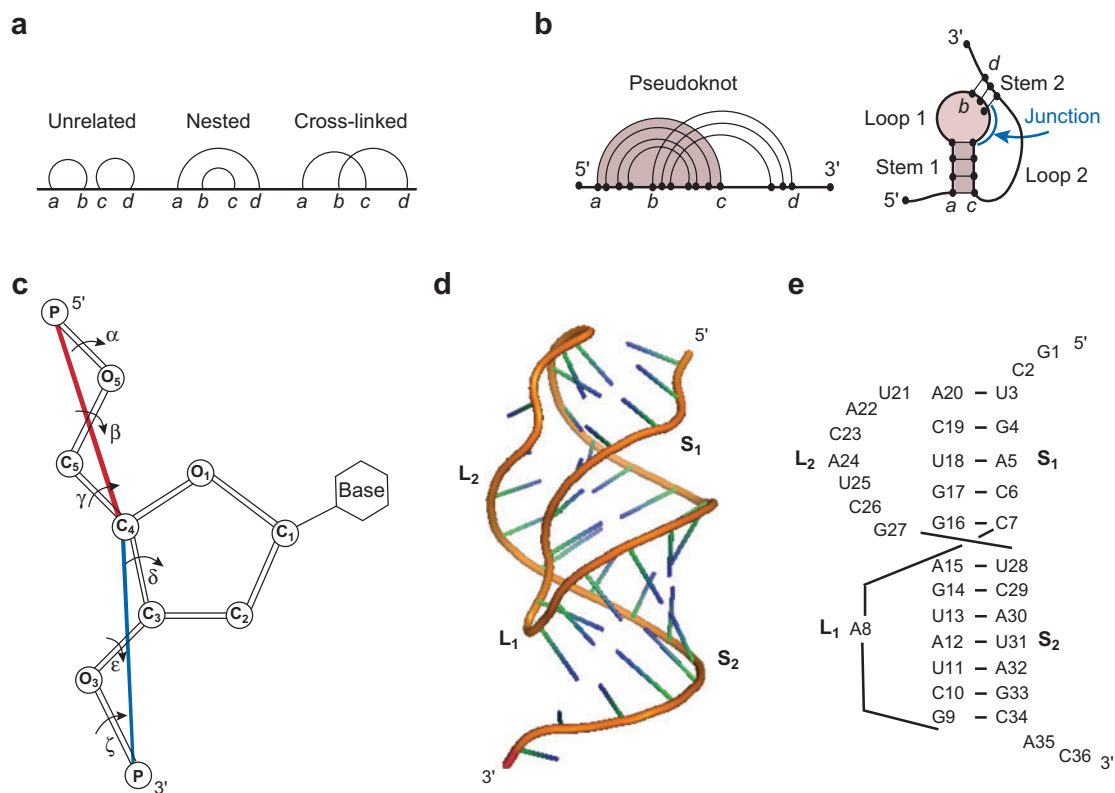 a
Unrelated Nested Cross-linked
a b c d a b c d a b c d
b
Pseudoknot
5' 3'
a b c d
3'
d
Stem 2
b
Loop 1
Junction
Stem 1
Loop 2
5'
a c
c
P 5'
α
O5
β
C5
γ
O1
Base
C4
C1
δ
C3 C2
ε
O3
ζ
P
3'
d
5'
S1
L2
L1
S2
3'
e
G1 5'
C2
U21 A20 – U3
A22
C19 – G4
C23
L2 A24 U18 – A5 S1
U25
G17 – C6
C26
G27 G16 – C7
A15 – U28
G14 – C29
U13 – A30
L1 A8 A12 – U31 S2
U11 – A32
C10 – G33
G9 – C34
A35
C36 3'